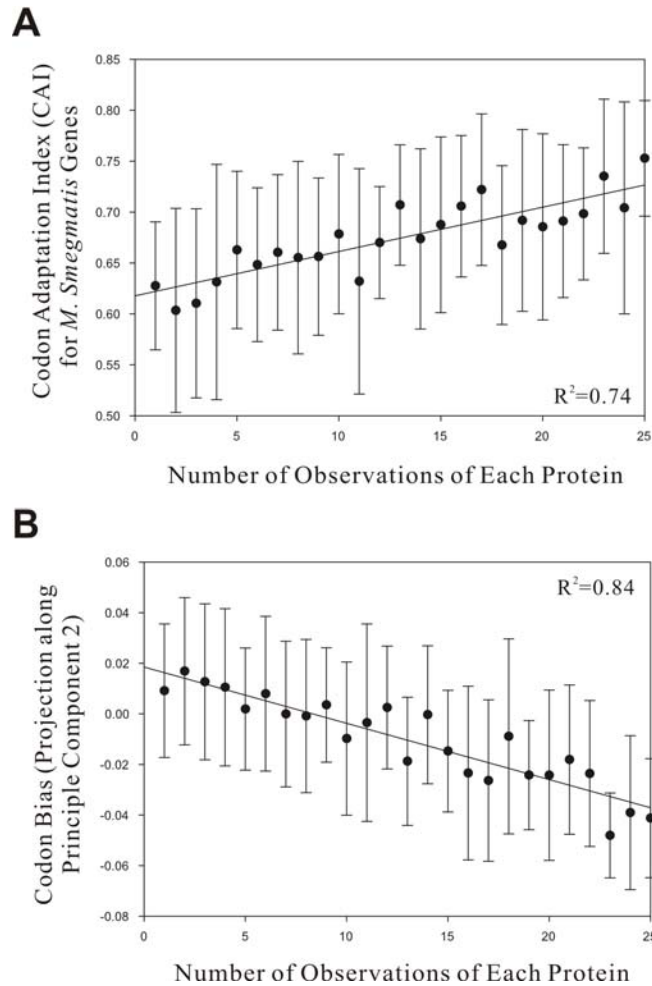 A
Codon Adaptation Index (CAI)
for M. Smegmatis Genes
0.85
0.80
0.75
0.70
0.65
0.60
0.55
0.50
R²=0.74
0 5 10 15 20 25
Number of Observations of Each Protein
B
Codon Bias (Projection along
Principle Component 2)
0.06
0.04
0.02
0.00
-0.02
-0.04
-0.06
-0.08
R²=0.84
0 5 10 15 20 25
Number of Observations of Each Protein